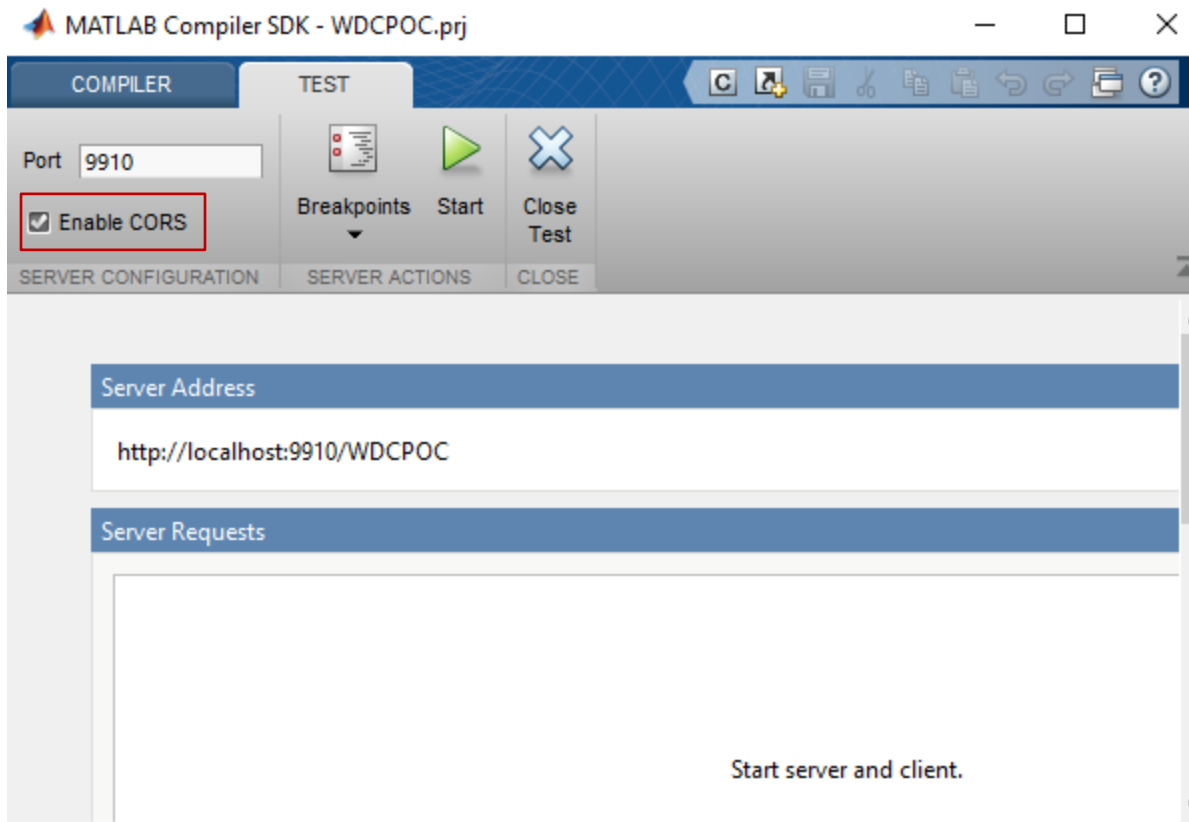 MATLAB Compiler SDK - WDCPOC.prj
COMPILER
TEST
C
?
Port 9910
Enable CORS
Breakpoints
Start
Close
Test
SERVER CONFIGURATION
SERVER ACTIONS
CLOSE
Server Address
http://localhost:9910/WDCPOC
Server Requests
Start server and client.